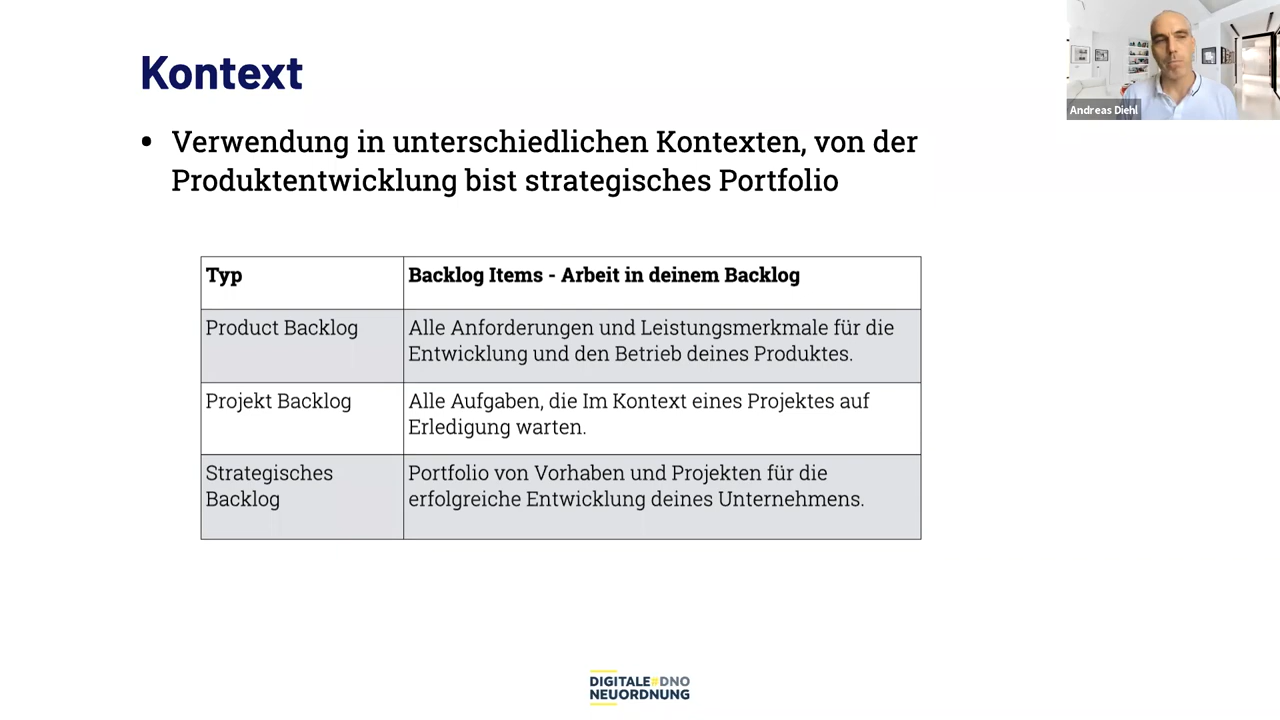 Kontext
• Verwendung in unterschiedlichen Kontexten, von der
Produktentwicklung bist strategisches Portfolio
Typ
Backlog Items - Arbeit in deinem Backlog
Product Backlog
Alle Anforderungen und Leistungsmerkmale für die
Entwicklung und den Betrieb deines Produktes.
Projekt Backlog
Alle Aufgaben, die Im Kontext eines Projektes auf
Erledigung warten.
Strategisches
Backlog
Portfolio von Vorhaben und Projekten für die
erfolgreiche Entwicklung deines Unternehmens.
Andreas Diehl
DIGITALE#DNO
NEUORDNUNG